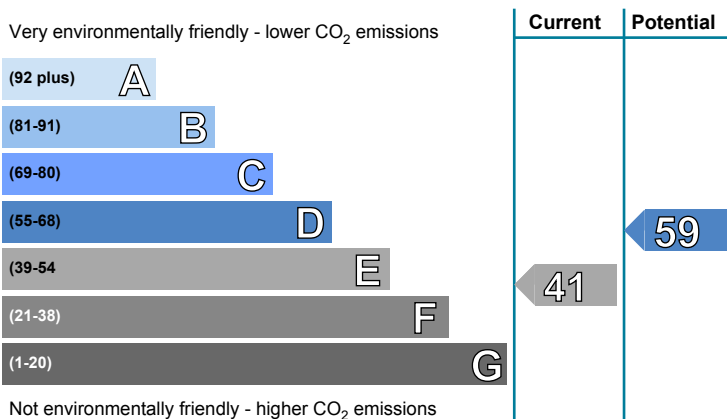 Current Potential
Very environmentally friendly - lower CO2 emissions
(92 plus) A
(81-91) B
(69-80) C
(55-68) D
59
(39-54 E
41
(21-38) F
(1-20) G
Not environmentally friendly - higher CO2 emissions